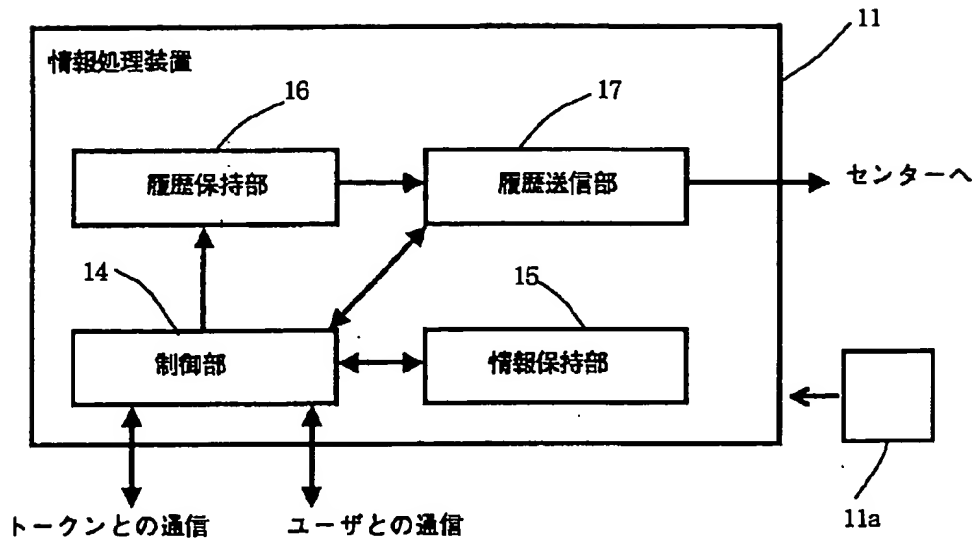 11
情報処理装置
16
17
履歴保持部
履歴送信部
センターへ
14
15
制御部
情報保持部
トークンとの通信
ユーザとの通信
11a